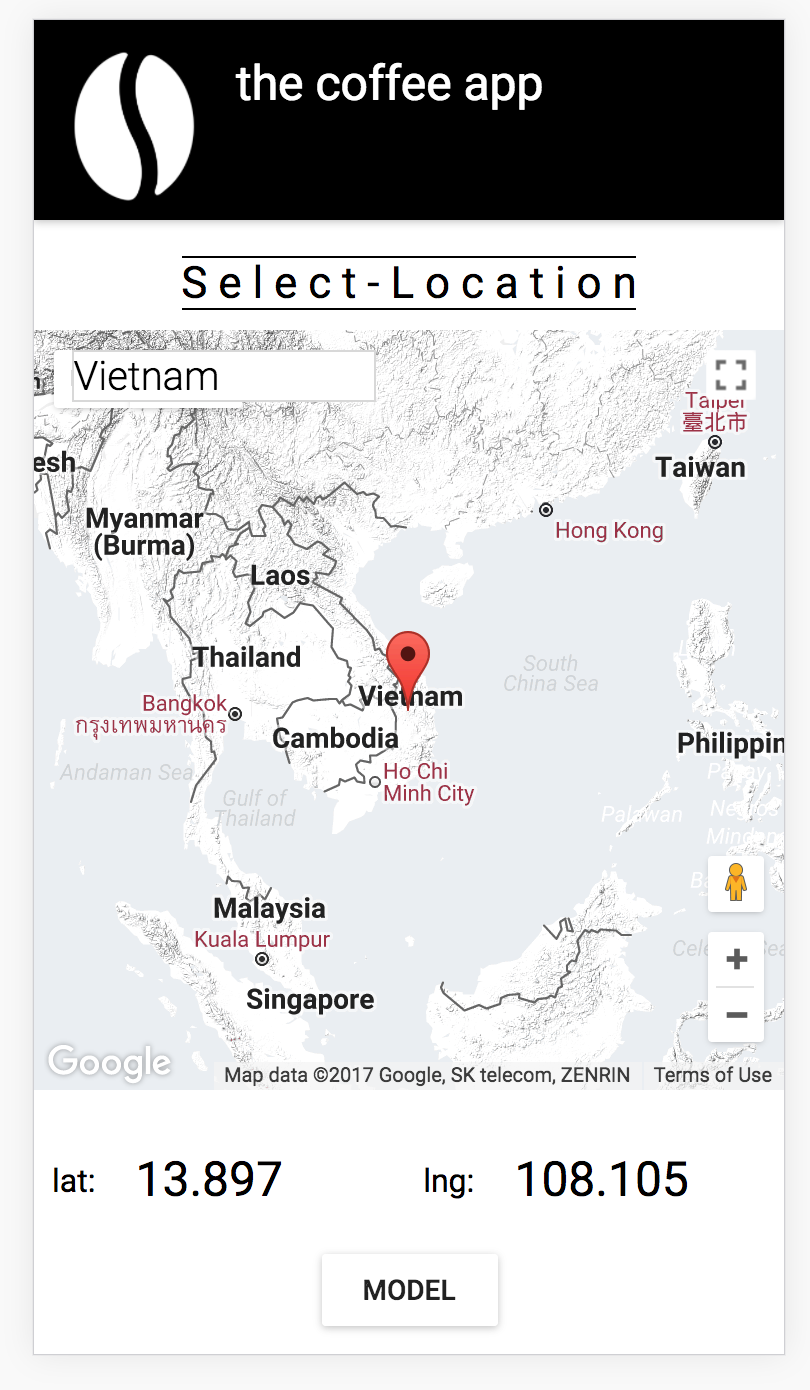 the coffee app
Select-Location
Vietnam
Taipei
臺北市
esh
Taiwan
Myanmar
(Burma)
Hong Kong
Laos
Thailand
South
China Sea
Vietnam
Bangkok
กรุงเทพมหานคร
Cambodia
Philippin
Ho Chi
Minh City
Andaman Sea
Gulf of
Thailand
Palawan
Negros
Malaysia
Kuala Lumpur
Singapore
Google
Map data ©2017 Google, SK telecom, ZENRIN
Terms of Use
lat: 13.897 lng: 108.105
MODEL